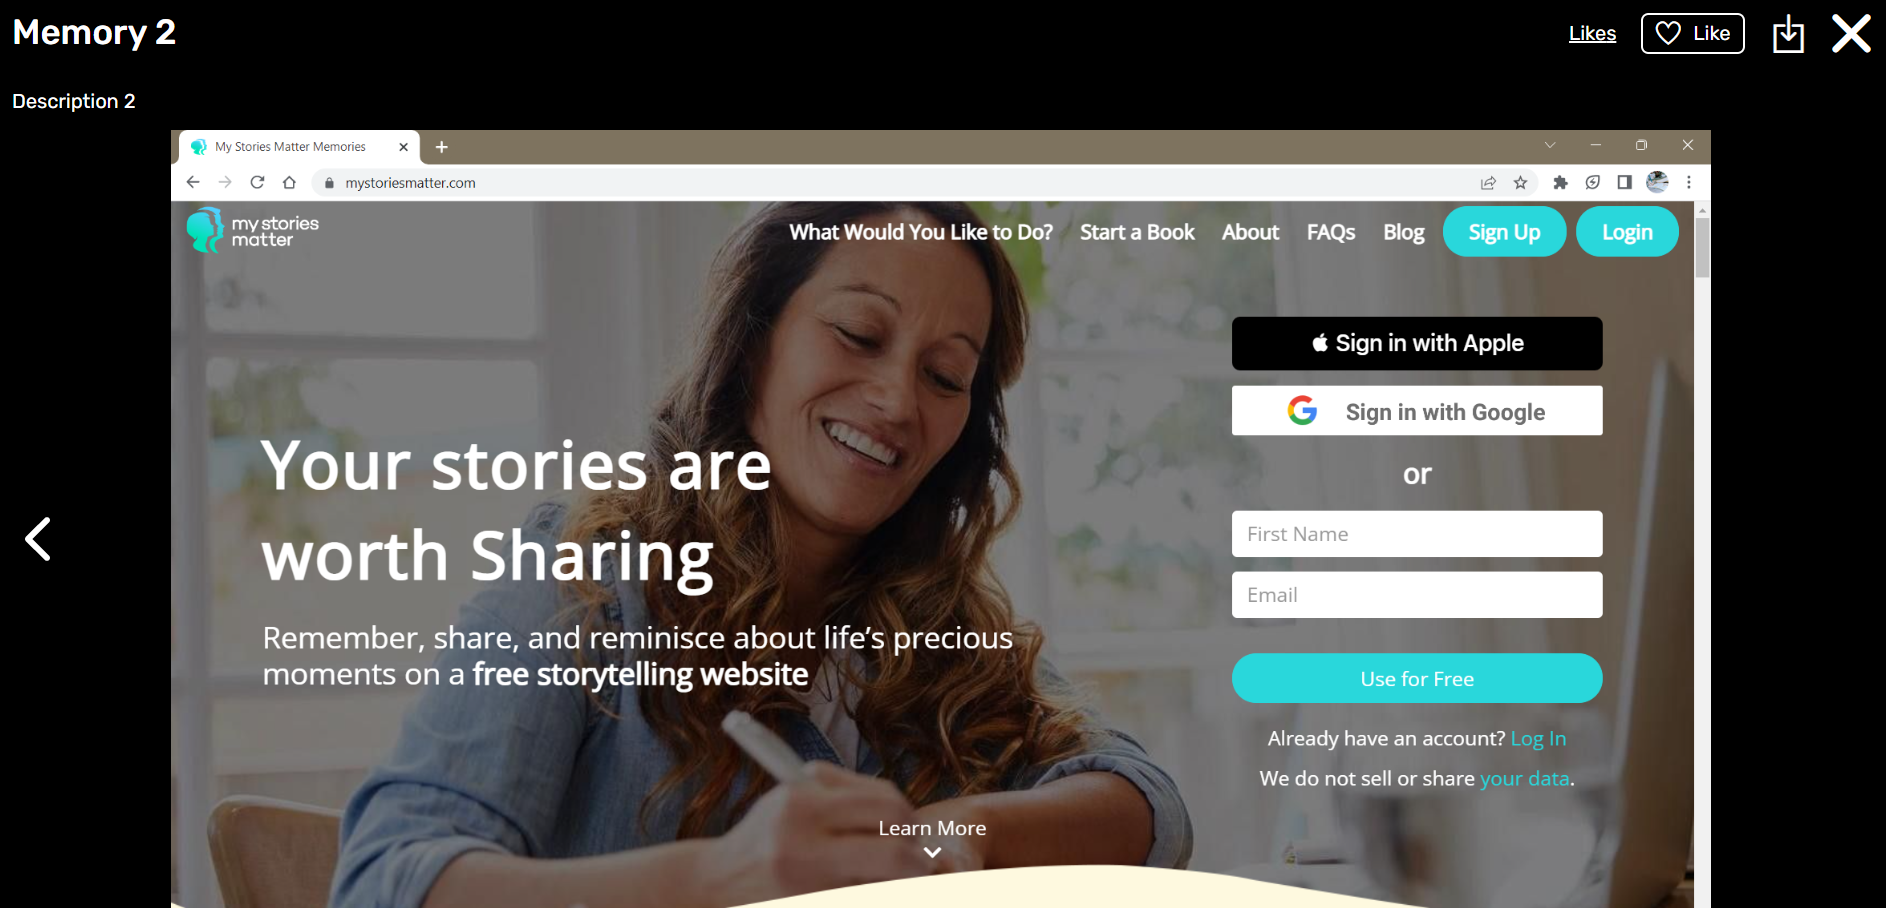 Memory 2
Likes
Like
Description 2
My Stories Matter Memories
mystoriesmatter.com
my stories
matter
What Would You Like to Do?
Start a Book
About
FAQs
Blog
Sign Up
Login
Your stories are
worth Sharing
Remember, share, and reminisce about life’s precious
moments on a free storytelling website
Sign in with Apple
Sign in with Google
or
First Name
Email
Use for Free
Already have an account? Log In
We do not sell or share your data.
Learn More